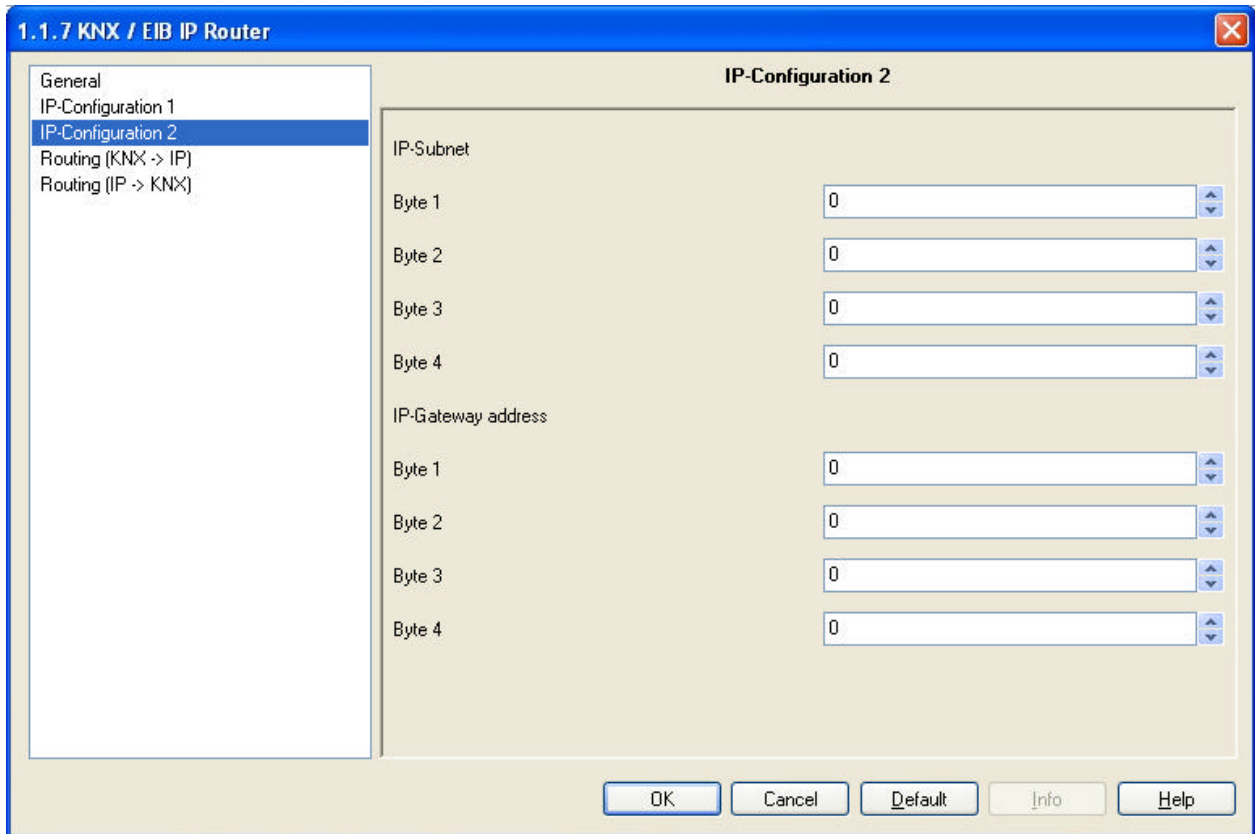 1.1.7 KNX / EIB IP Router
General
IP-Configuration 1
IP-Configuration 2
Routing (KNX -> IP)
Routing (IP -> KNX)
IP-Configuration 2
IP-Subnet
Byte 1 0
Byte 2 0
Byte 3 0
Byte 4 0
IP-Gateway address
Byte 1 0
Byte 2 0
Byte 3 0
Byte 4 0
OK Cancel Default Info Help